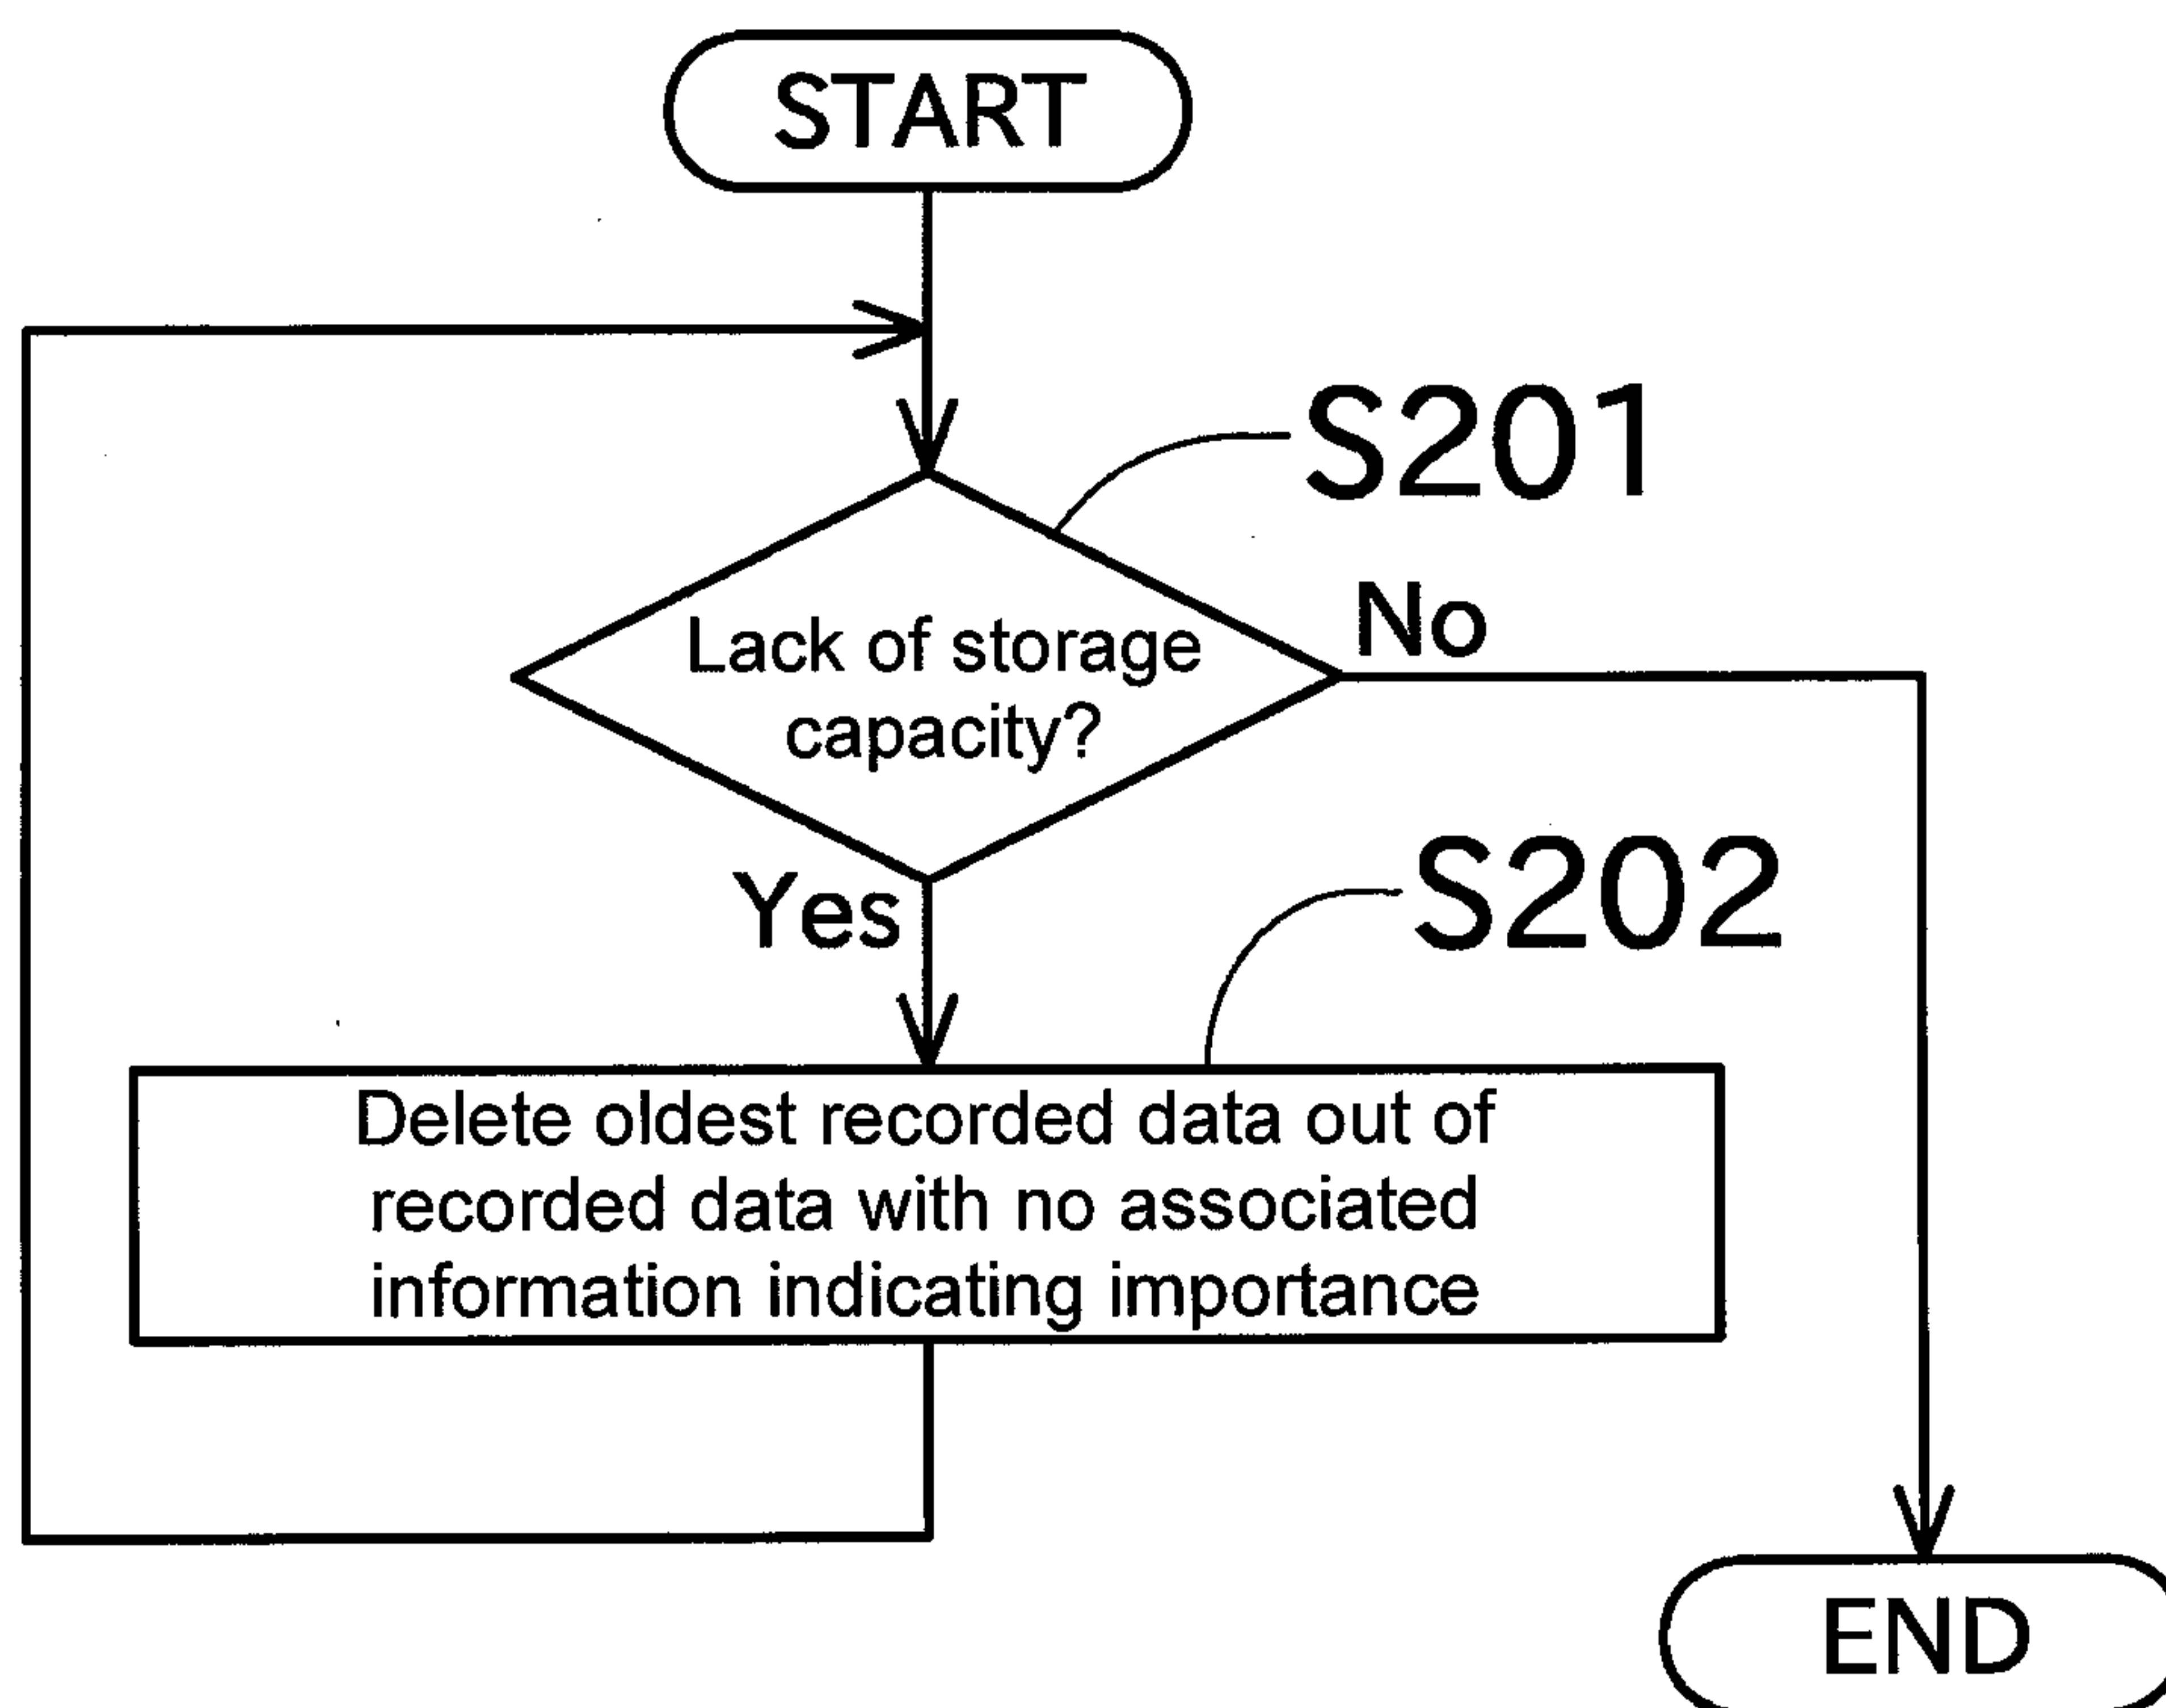 START
S201
Lack of storage
capacity?
No
Yes
S202
Delete oldest recorded data out of
recorded data with no associated
information indicating importance
END